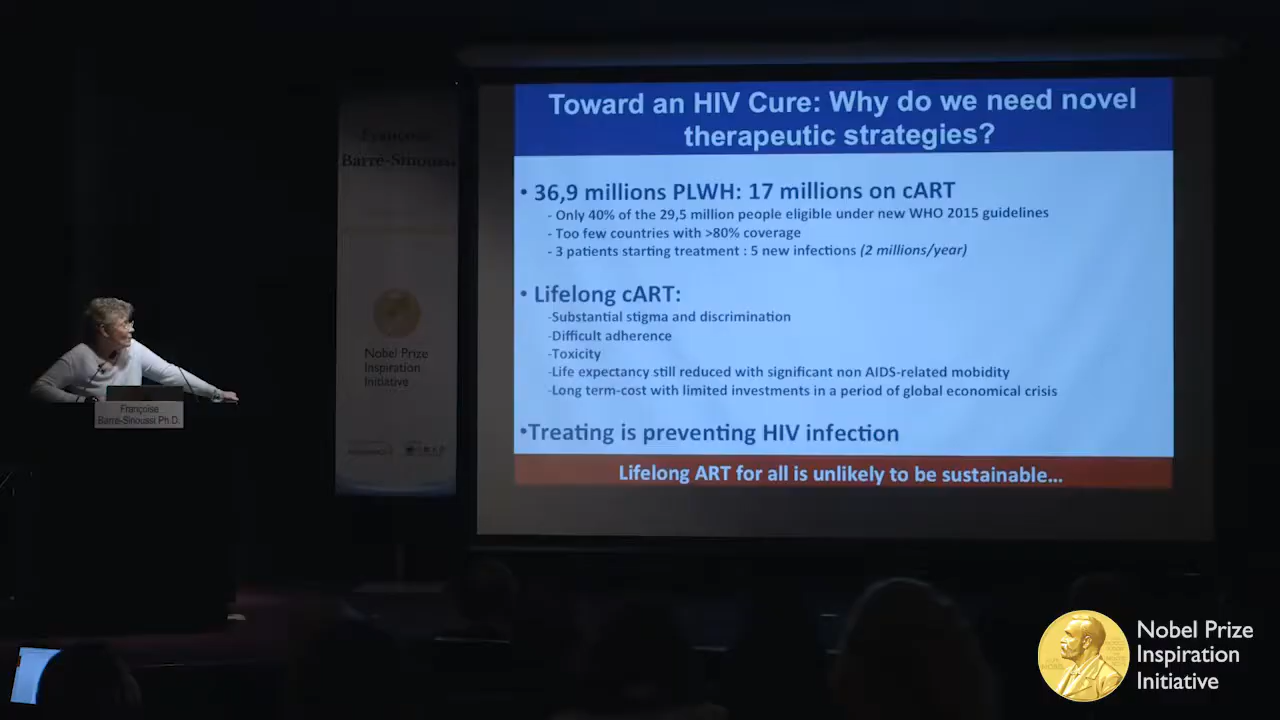 Toward an HIV Cure: Why do we need novel
therapeutic strategies?
• 36,9 millions PLWH: 17 millions on cART
- Only 40% of the 29,5 million people eligible under new WHO 2015 guidelines
- Too few countries with >80% coverage
- 3 patients starting treatment : 5 new infections (2 millions/year)
• Lifelong cART:
-Substantial stigma and discrimination
-Difficult adherence
-Toxicity
-Life expectancy still reduced with significant non AIDS-related mobidity
-Long term-cost with limited investments in a period of global economical crisis
•Treating is preventing HIV infection
Lifelong ART for all is unlikely to be sustainable...
Françoise
Barré-Sinoussi
Nobel Prize
Inspiration
Initiative
Françoise
Barré-Sinoussi Ph.D.
Nobel Prize
Inspiration
Initiative